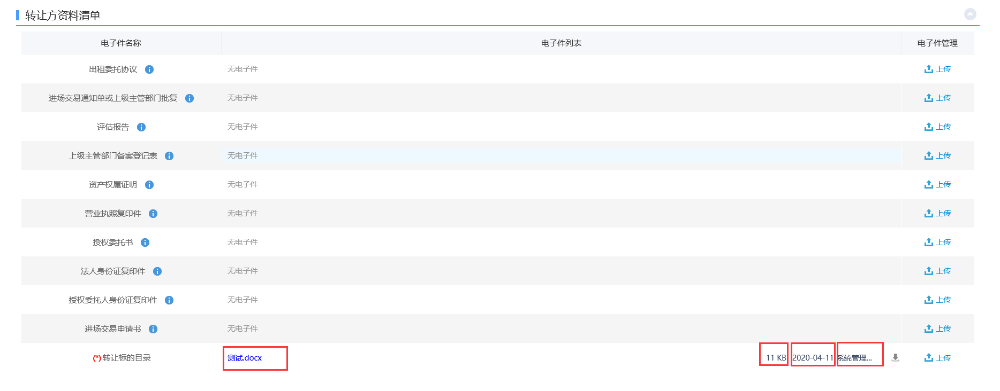 转让方资料清单
电子件名称 电子件列表 电子件管理
出租委托协议 无电子件 上传
进场交易通知单或上级主管部门批复 无电子件 上传
评估报告 无电子件 上传
上级主管部门备案登记表 无电子件 上传
资产权属证明 无电子件 上传
营业执照复印件 无电子件 上传
授权委托书 无电子件 上传
法人身份证复印件 无电子件 上传
授权委托人身份证复印件 无电子件 上传
进场交易申请书 无电子件 上传
(*)转让标的目录 测试.docx 11 KB 2020-04-11 系统管理... 上传